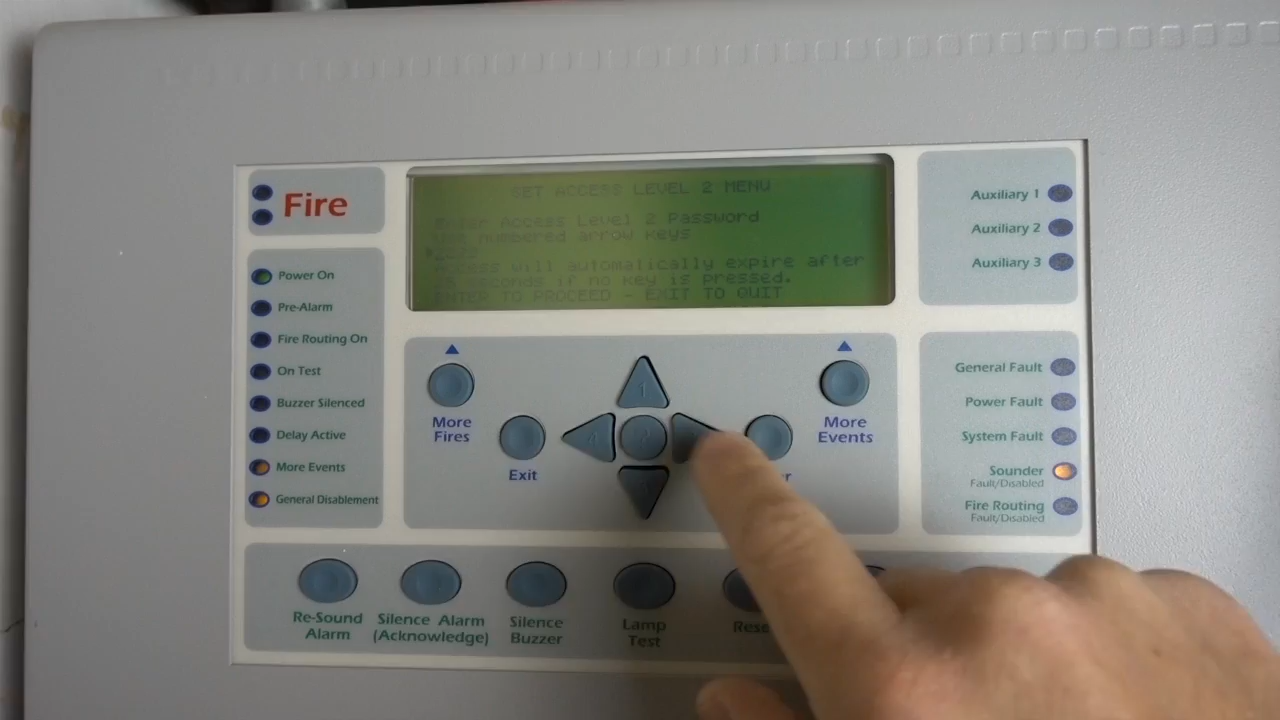 Fire
Power On
Pre-Alarm
Fire Routing On
On Test
Buzzer Silenced
Delay Active
More Events
General Disablement
SET ACCESS LEVEL 2 MENU
Enter Access Level 2 Password
Use numbered arrow keys
Access will automatically expire after
seconds if no key is pressed.
ENTER TO PROCEED - EXIT TO QUIT
More
Fires
Exit
1
4
More
Events
Auxiliary 1
Auxiliary 2
Auxiliary 3
General Fault
Power Fault
System Fault
Sounder
Fault/Disabled
Fire Routing
Fault/Disabled
Re-Sound
Alarm
Silence Alarm
(Acknowledge)
Silence
Buzzer
Lamp
Test